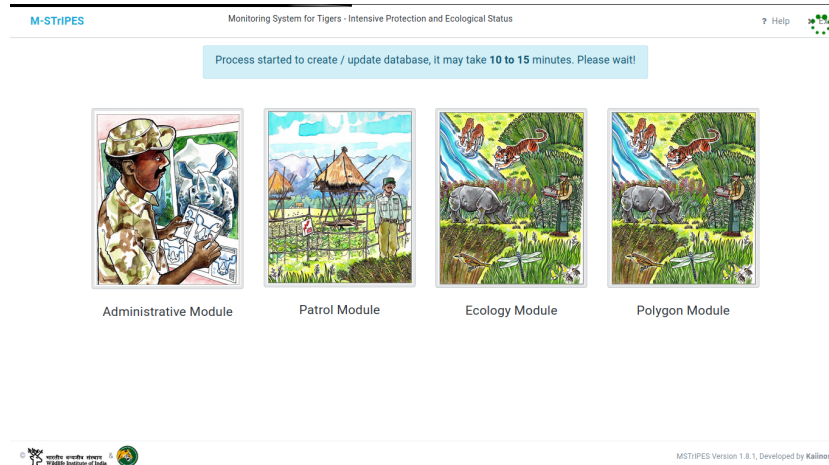 M-STrIPES
Monitoring System for Tigers - Intensive Protection and Ecological Status
? Help
Process started to create / update database, it may take 10 to 15 minutes. Please wait!
Administrative Module
Patrol Module
Ecology Module
Polygon Module
© भारतीय वन्यजीव संस्थान &
Wildlife Institute of India
MSTrIPES Version 1.8.1, Developed by Kaiinos